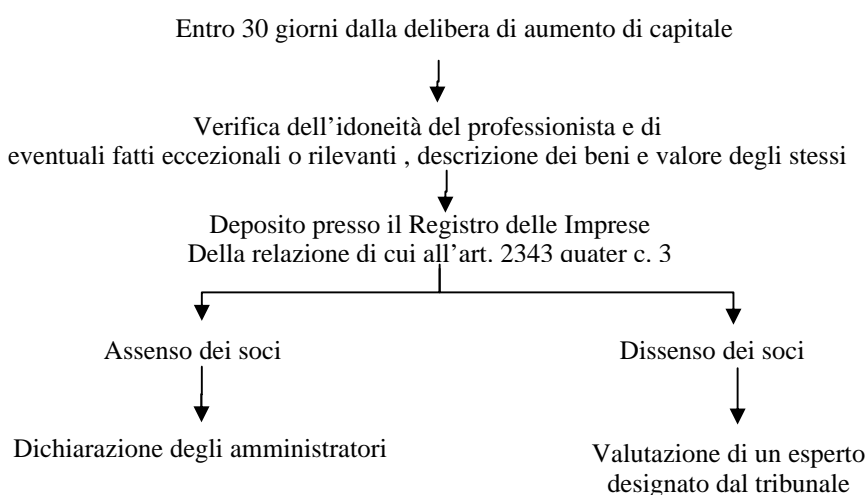 Entro 30 giorni dalla delibera di aumento di capitale
Verifica dell’idoneità del professionista e di
eventuali fatti eccezionali o rilevanti , descrizione dei beni e valore degli stessi
Deposito presso il Registro delle Imprese
Della relazione di cui all’art. 2343 quater c. 3
Assenso dei soci
Dissenso dei soci
Dichiarazione degli amministratori
Valutazione di un esperto
designato dal tribunale